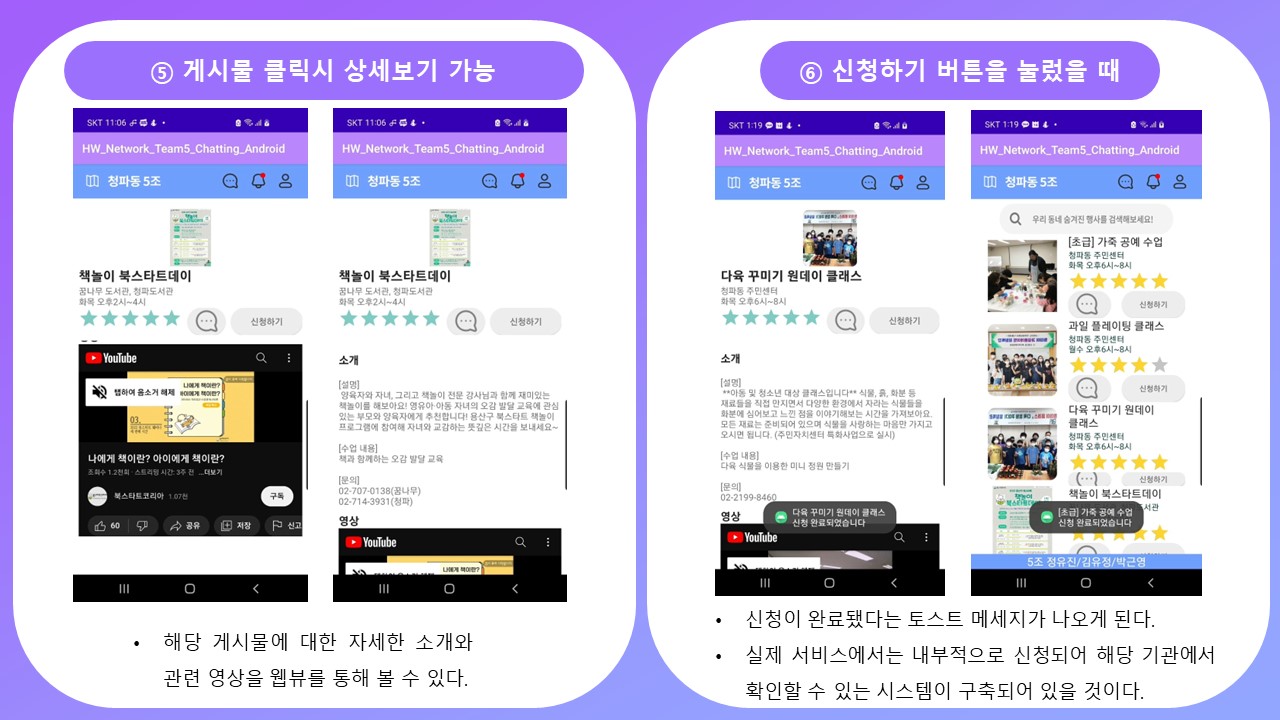 ⑤ 게시물 클릭시 상세보기 가능
SKT 11:06
HW_Network_Team5_Chatting_Android
청파동 5조
책놀이 북스타트데이
꿈나무 도서관, 청파도서관
화목 오후2시~4시
신청하기
YouTube
탭하여 음소거 해제
나에게 책이란?
아이에게 책이란?
03.
나에게 책이란? 아이에게 책이란?
조회수 1.2천회 · 스트리밍 시간: 3주 전 ...더보기
북스타트코리아 1.07천
구독
60
공유
저장
신고
SKT 11:06
HW_Network_Team5_Chatting_Android
청파동 5조
책놀이 북스타트데이
꿈나무 도서관, 청파도서관
화목 오후2시~4시
신청하기
소개
[설명]
양육자와 자녀, 그리고 책놀이 전문 강사님과 함께 재미있는
책놀이를 해보아요! 영유아·아동 자녀의 오감 발달 교육에 관심
있는 부모와 양육자에게 추천합니다! 용산구 북스타트 책놀이
프로그램에 참여해 자녀와 교감하는 뜻깊은 시간을 보내세요~
[수업 내용]
책과 함께하는 오감 발달 교육
[문의]
02-707-0138(꿈나무)
02-714-3931(청파)
영상
YouTube
해당 게시물에 대한 자세한 소개와
관련 영상을 웹뷰를 통해 볼 수 있다.
⑥ 신청하기 버튼을 눌렀을 때
SKT 1:19
HW_Network_Team5_Chatting_Android
청파동 5조
다육 꾸미기 원데이 클래스
청파동 주민센터
화목 오후6시~8시
신청하기
소개
[설명]
**아동 및 청소년 대상 클래스입니다** 식물, 흙, 화분 등
재료들을 직접 만지면서 다양한 환경에서 자라는 식물들을
화분에 심어보고 느낀 점을 이야기해보는 시간을 가져보아요.
모든 재료는 준비되어 있으며 식물을 사랑하는 마음만 가지고
오시면 됩니다. (주민자치센터 특화사업으로 실시)
[수업 내용]
다육 식물을 이용한 미니 정원 만들기
[문의]
02-2199-8460
영상
다육 꾸미기 원데이 클래스
신청 완료되었습니다
YouTube
SKT 1:19
HW_Network_Team5_Chatting_Android
청파동 5조
우리 동네 숨겨진 행사를 검색해보세요!
[초급] 가죽 공예 수업
청파동 주민센터
화목 오후6시~8시
신청하기
과일 플레이팅 클래스
청파동 주민센터
월수 오후6시~8시
신청하기
다육 꾸미기 원데이
클래스
청파동 주민센터
화목 오후6시~8시
신청하기
책놀이 북스타트데이
[초급] 가죽 공예 수업
신청 완료되었습니다
5조 정유진/김유정/박근영
신청이 완료됐다는 토스트 메세지가 나오게 된다.
실제 서비스에서는 내부적으로 신청되어 해당 기관에서
확인할 수 있는 시스템이 구축되어 있을 것이다.